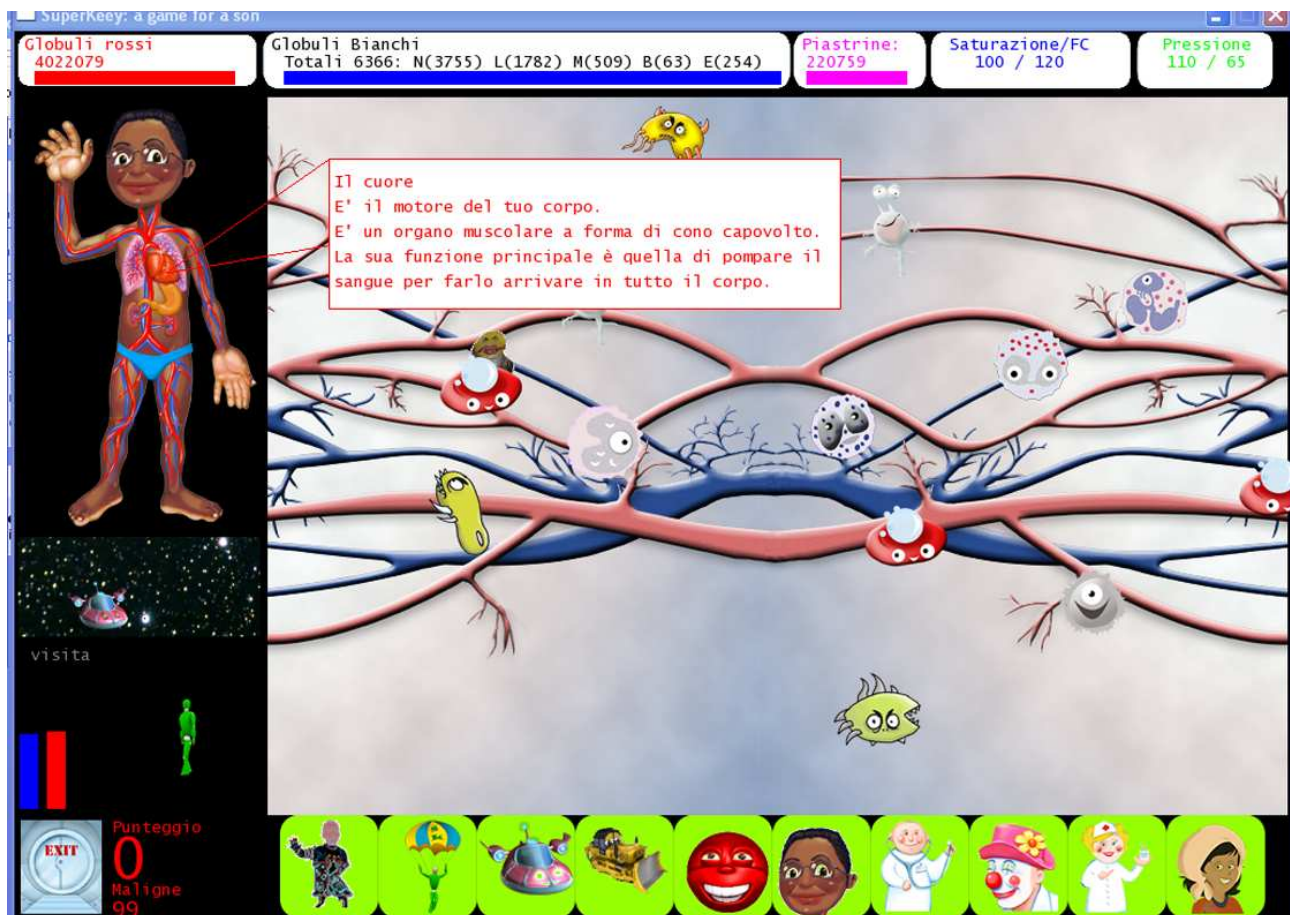 SuperKeey: a game for a son
Globuli rossi
4022079
Globuli Bianchi
Totali 6366: N(3755) L(1782) M(509) B(63) E(254)
Piastrine:
220759
Saturazione/FC
100 / 120
Pressione
110 / 65
Il cuore
E' il motore del tuo corpo.
E' un organo muscolare a forma di cono capovolto.
La sua funzione principale è quella di pompare il
sangue per farlo arrivare in tutto il corpo.
visita
EXIT
Punteggio
0
Maligne
99